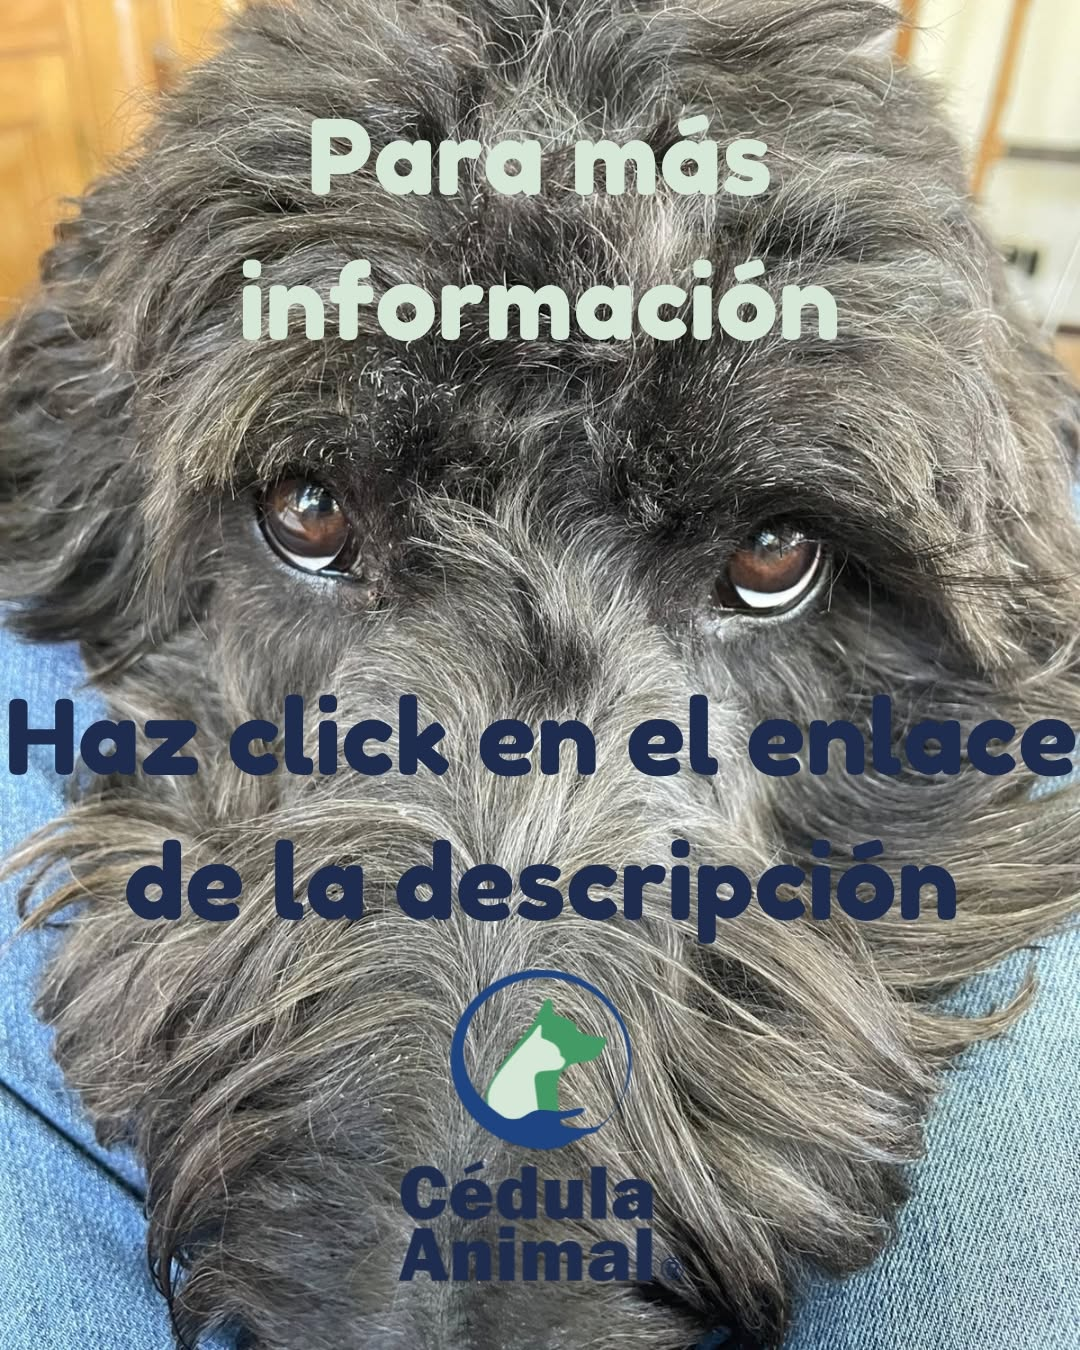 Para más
información
Haz click en el enlace
de la descripción
Cédula
Animal©